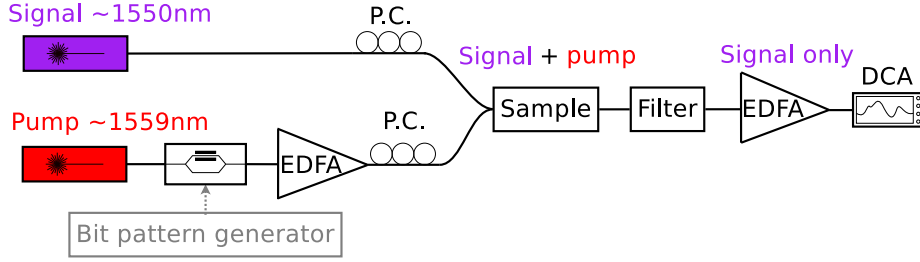 Signal ~1550nm
P.C.
Signal + pump
Signal only
DCA
Sample
Filter
EDFA
Pump ~1559nm
P.C.
EDFA
Bit pattern generator